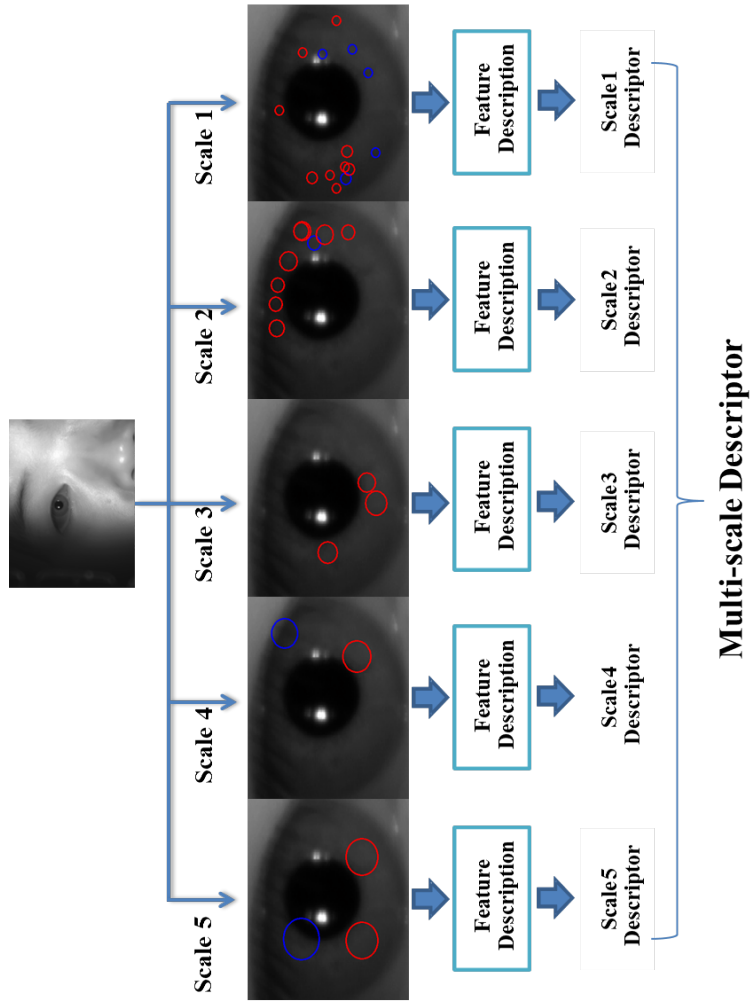 Scale 1
Feature
Description
Scale1
Descriptor
Scale 2
Feature
Description
Scale2
Descriptor
Scale 3
Feature
Description
Scale3
Descriptor
Scale 4
Feature
Description
Scale4
Descriptor
Scale 5
Feature
Description
Scale5
Descriptor
Multi-scale Descriptor